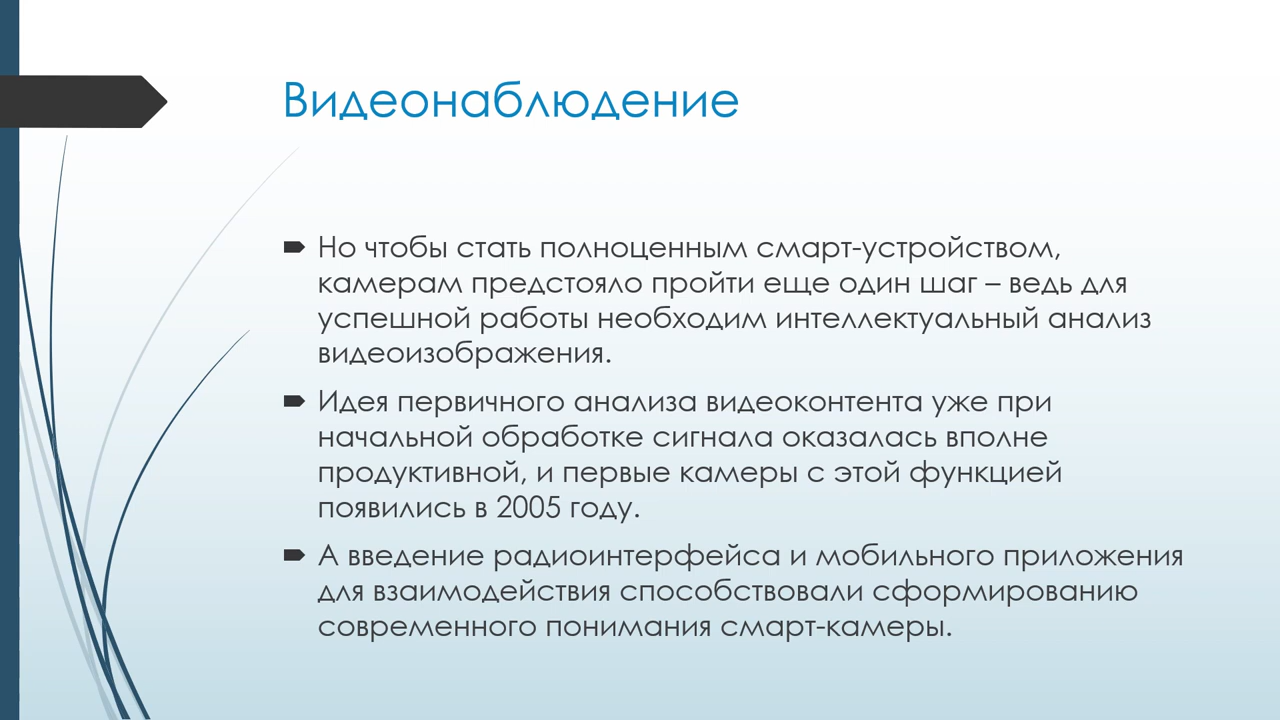 Видеонаблюдение
Но чтобы стать полноценным смарт-устройством,
камерам предстояло пройти еще один шаг – ведь для
успешной работы необходим интеллектуальный анализ
видеоизображения.
Идея первичного анализа видеоконтента уже при
начальной обработке сигнала оказалась вполне
продуктивной, и первые камеры с этой функцией
появились в 2005 году.
А введение радиоинтерфейса и мобильного приложения
для взаимодействия способствовали сформированию
современного понимания смарт-камеры.